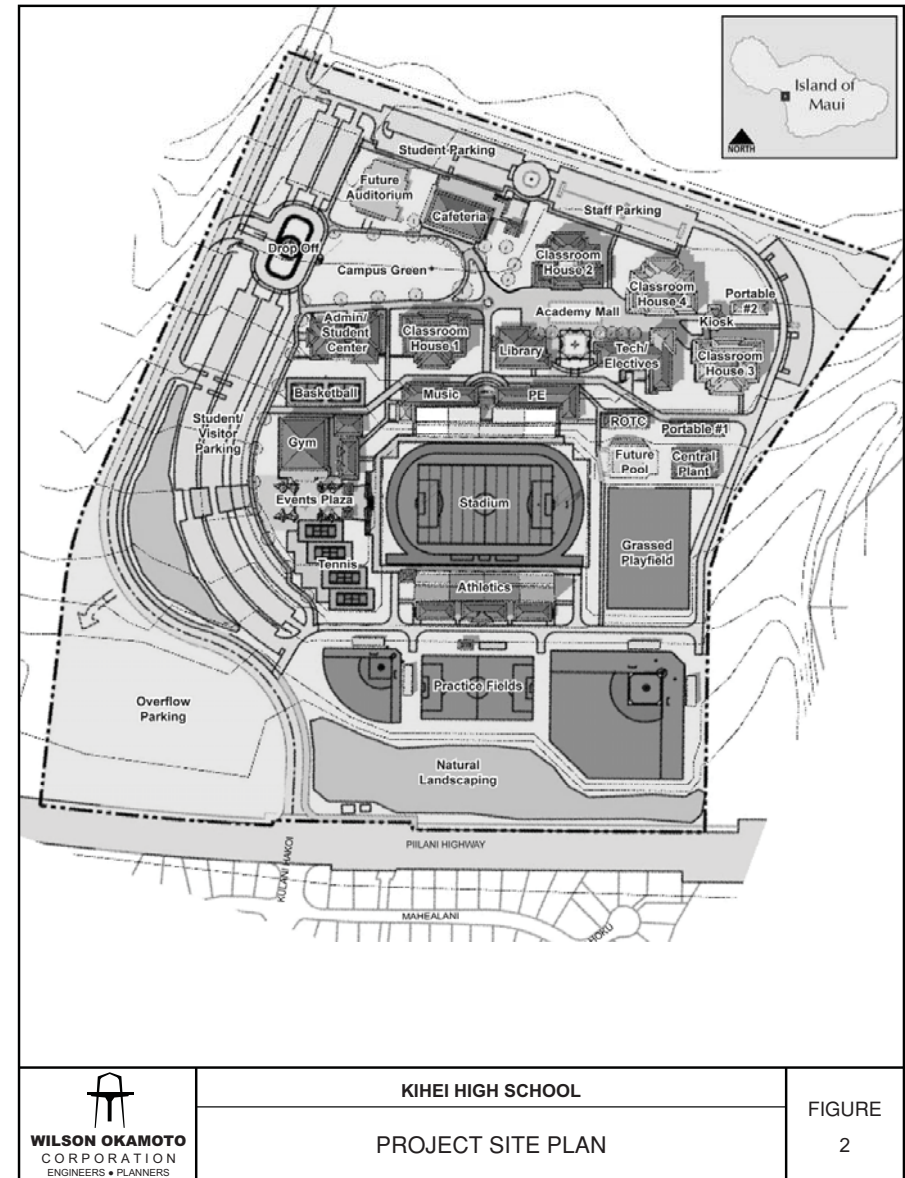 Island of
Maui
NORTH
Student Parking
Future
Auditorium
Cafeteria
Staff Parking
Drop Off
Campus Green
Classroom
House 2
Classroom
House 4
Portable
#2
Academy Mall
Kiosk
Admin/
Student
Center
Classroom
House 1
Library
Tech/
Electives
Classroom
House 3
Basketball
Music
PE
Student/
Visitor
Parking
ROTC
Portable #1
Gym
Future
Pool
Central
Plant
Events Plaza
Stadium
Tennis
Grassed
Playfield
Athletics
Practice Fields
Overflow
Parking
Natural
Landscaping
PIILANI HIGHWAY
KULANI HAKOI
MAHEALANI
HOKU
WILSON OKAMOTO
CORPORATION
ENGINEERS • PLANNERS
KIHEI HIGH SCHOOL
PROJECT SITE PLAN
FIGURE
2